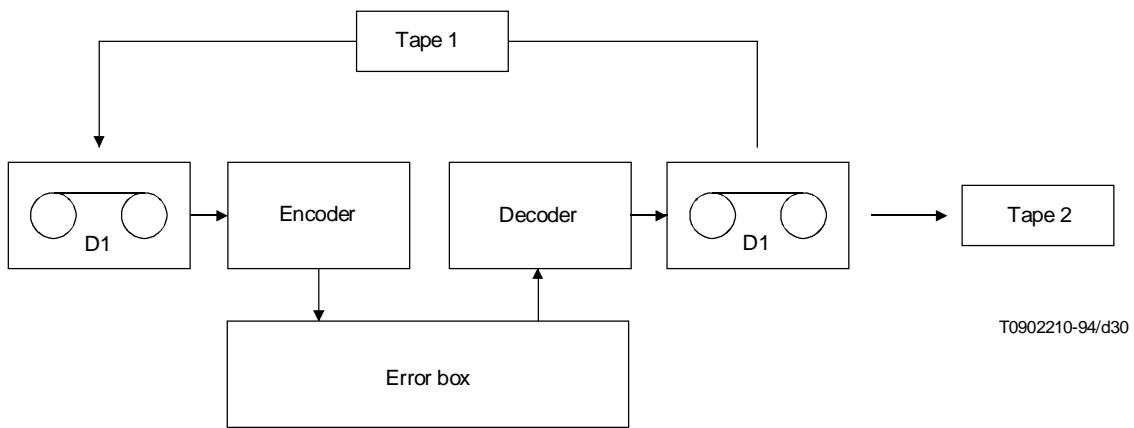 Tape 1
D1
Encoder
Decoder
D1
Tape 2
T0902210-94/d30
Error box